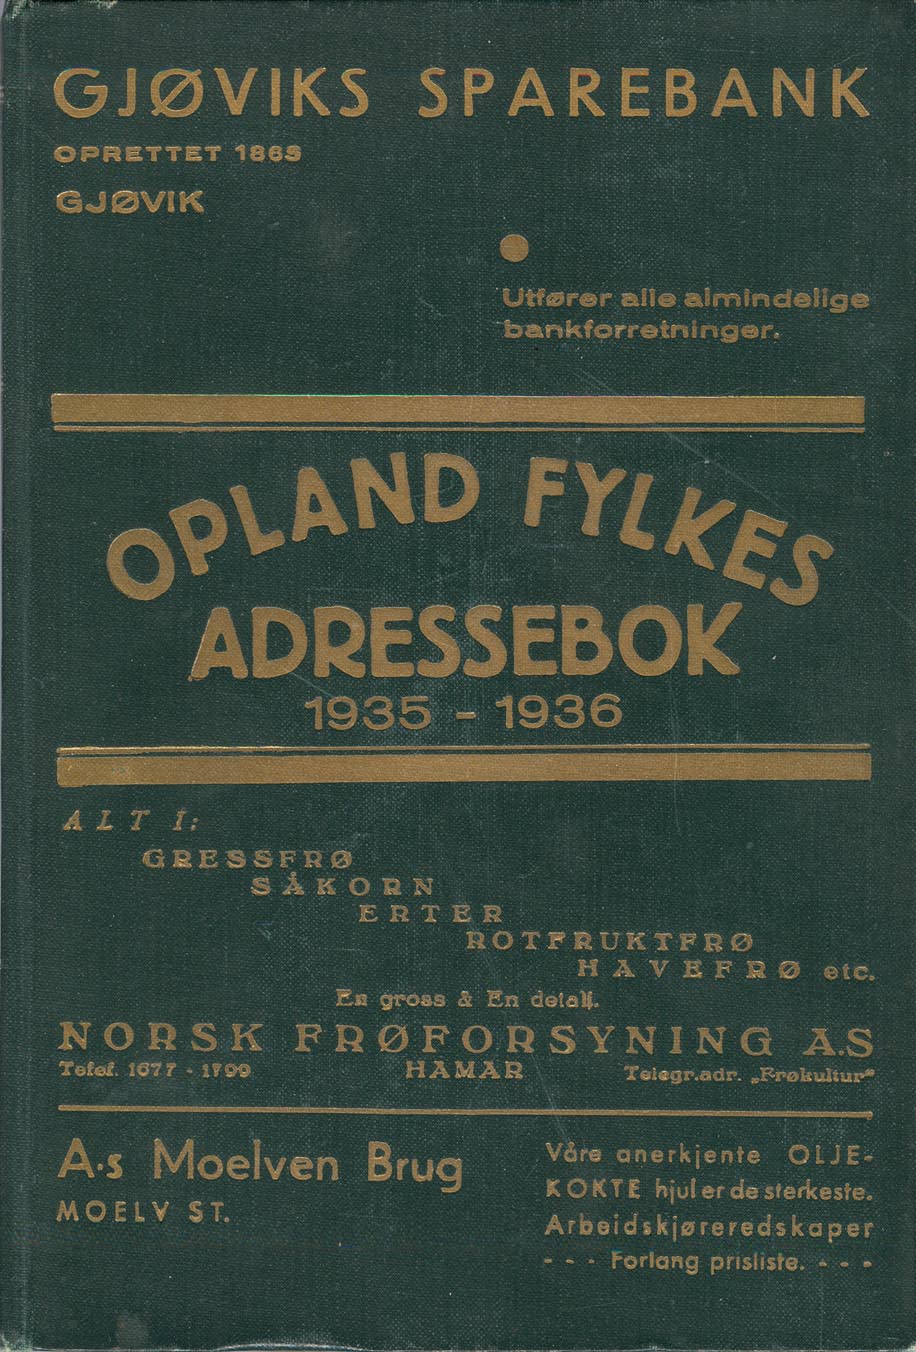 GJØVIKS SPAREBANK
OPRETTET 1863
GJØVIK
Utfører alle almindelige
bankforretninger.
OPLAND FYLKES
ADRESSEBOK
1935 - 1936
ALT I:
GRESSFRØ
SÅKORN
ERTER
ROTFRUKTFRØ
HAVEFRØ etc.
En gross & En detalj.
NORSK FRØFORSYNING A.S
Telef. 1677 - 1799 HAMAR Telegr.adr. „Frøkultur"
A·s Moelven Brug
MOELV ST.
Våre anerkjente OLJE-
KOKTE hjul er de sterkeste.
Arbeidskjøreredskaper
- - - Forlang prisliste. - - -